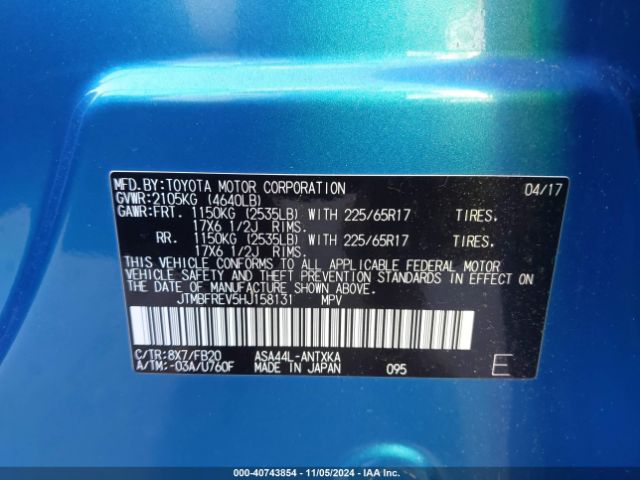 MFD.BY:TOYOTA MOTOR CORPORATION 04/17
GVWR:2105KG (4640LB)
GAWR:FRT. 1150KG (2535LB) WITH 225/65R17 TIRES.
17X6 1/2J RIMS.
RR. 1150KG (2535LB) WITH 225/65R17 TIRES.
17X6 1/2J RIMS.
THIS VEHICLE CONFORMS TO ALL APPLICABLE FEDERAL MOTOR
VEHICLE SAFETY AND THEFT PREVENTION STANDARDS IN EFFECT ON
THE DATE OF MANUFACTURE SHOWN ABOVE.
JTMBFREV5HJ158131 MPV
C/TR:8X7/FB20 ASA44L-ANTXKA
A/TM:-03A/U760F MADE IN JAPAN 095 E
000-40743854 - 11/05/2024 - COPART.COM